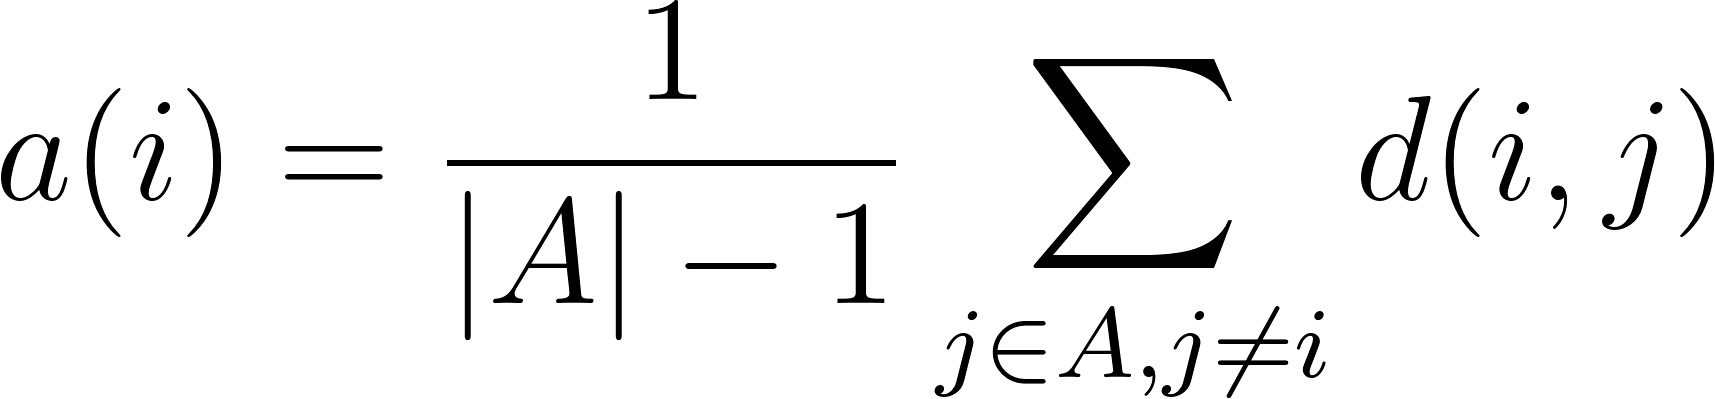 a(i) = \frac{1}{|A| - 1} \sum_{j \in A, j \neq i} d(i, j)